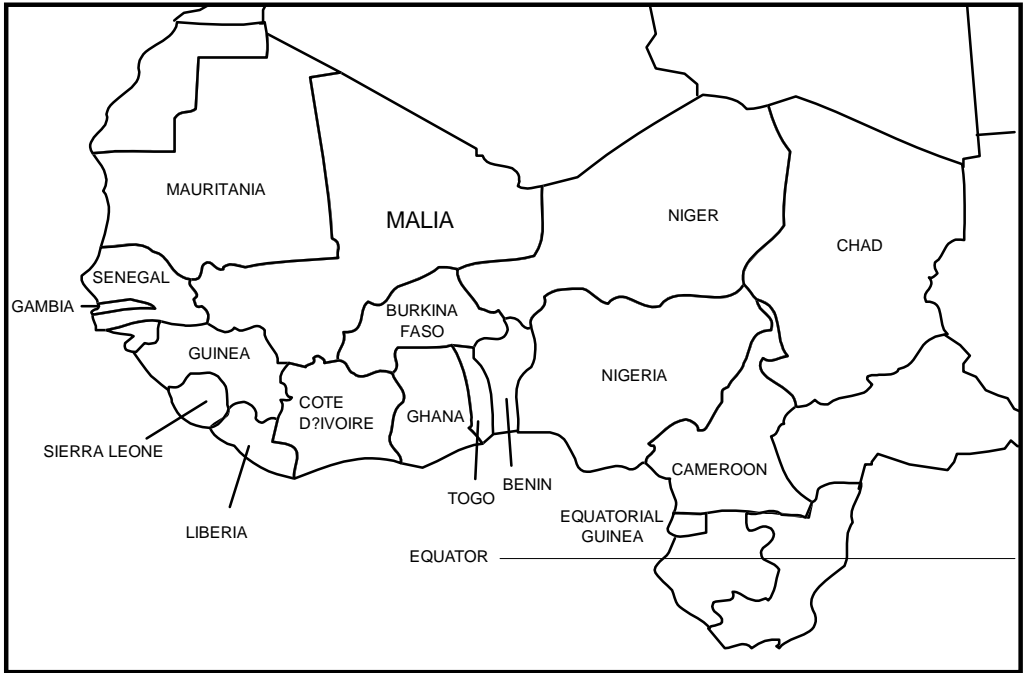 MAURITANIA
MALIA
NIGER
CHAD
SENEGAL
GAMBIA
BURKINA
FASO
GUINEA
NIGERIA
COTE
D?IVOIRE
GHANA
SIERRA LEONE
CAMEROON
BENIN
TOGO
LIBERIA
EQUATORIAL
GUINEA
EQUATOR